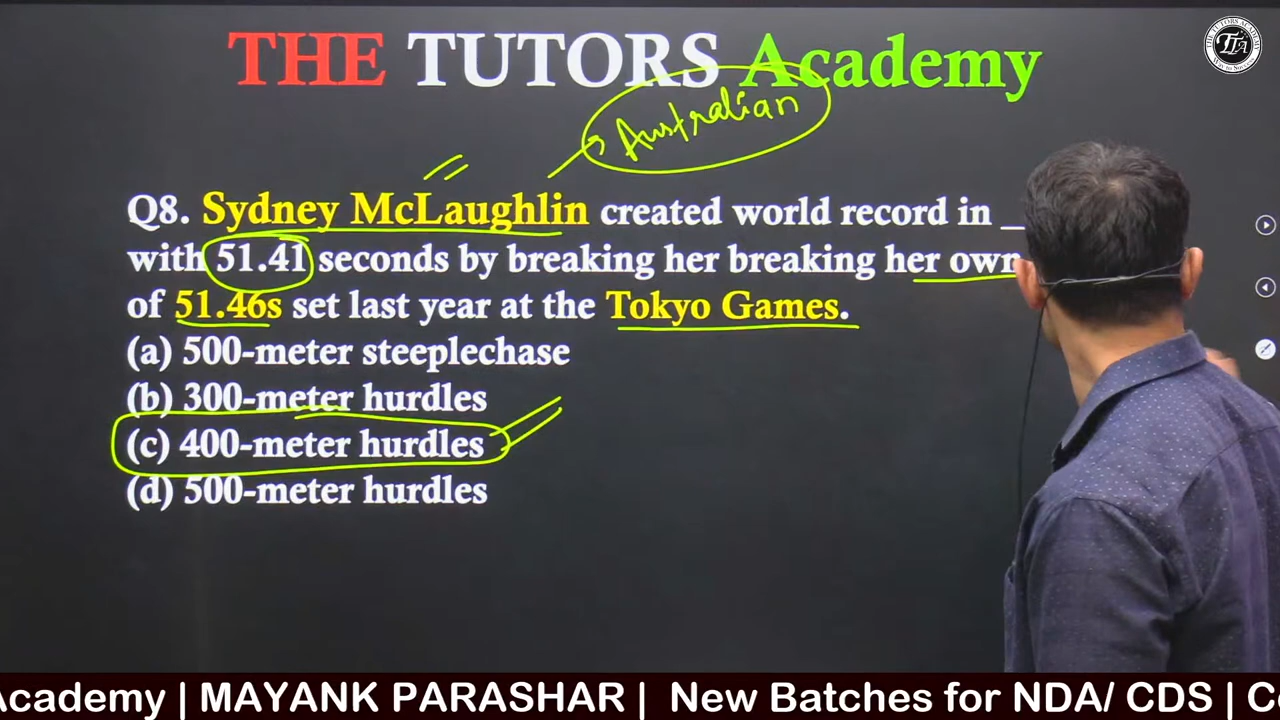 THE TUTORS Academy
Australian
Q8. Sydney McLaughlin created world record in _
with 51.41 seconds by breaking her breaking her own
of 51.46s set last year at the Tokyo Games.
(a) 500-meter steeplechase
(b) 300-meter hurdles
(c) 400-meter hurdles
(d) 500-meter hurdles
Academy | MAYANK PARASHAR | New Batches for NDA/ CDS | C